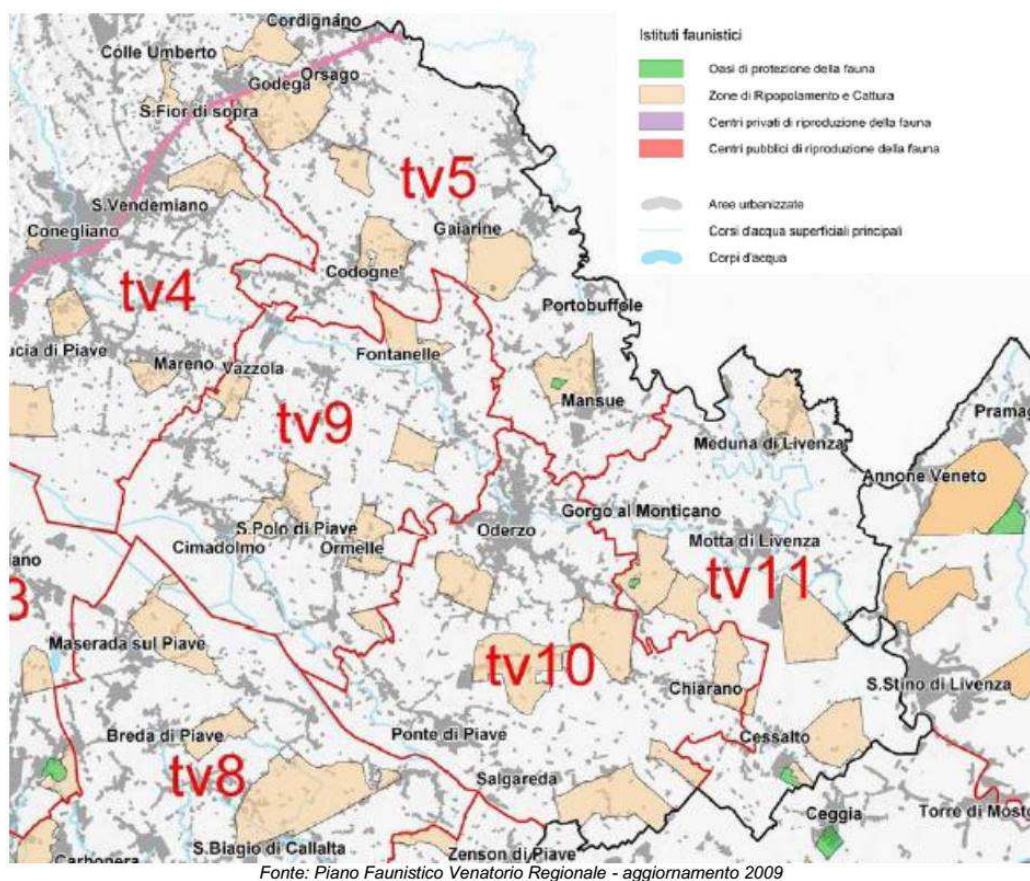 Cordignano
Colle Umberto
Orsago
Godega
S.Fior di sopra
tv5
S.Vendemiano
Conegliano
Gaiarine
Codogne'
tv4
Portobuffole
ucia di Piave
Mareno
Vazzola
Fontanelle
Mansue
tv9
Meduna di Livenza
Pramag
Annone Veneto
S.Polo di Piave
Oderzo
Gorgo al Monticano
Cimadolmo
Ormelle
Motta di Livenza
ano
3
tv11
Maserada sul Piave
tv10
Chiarano
S.Stino di Livenza
Breda di Piave
Ponte di Piave
Cessalto
tv8
Salgareda
Ceggia
Torre di Mosto
S.Biagio di Callalta
Zenson di Piave
Carbonera
Istituti faunistici
Oasi di protezione della fauna
Zone di Ripopolamento e Cattura
Centri privati di riproduzione della fauna
Centri pubblici di riproduzione della fauna
Aree urbanizzate
Corsi d'acqua superficiali principali
Corpi d'acqua
Fonte: Piano Faunistico Venatorio Regionale - aggiornamento 2009